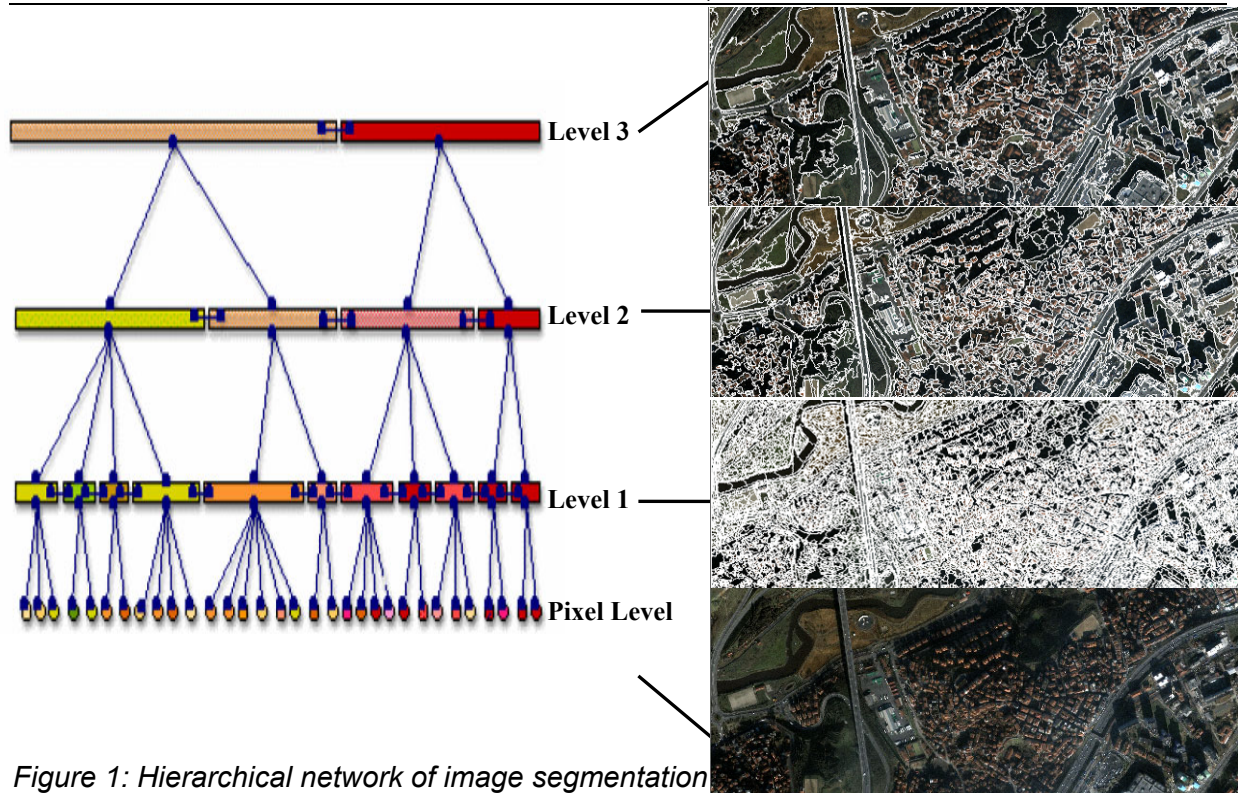 Level 3
Level 2
Level 1
Pixel Level
Figure 1: Hierarchical network of image segmentation